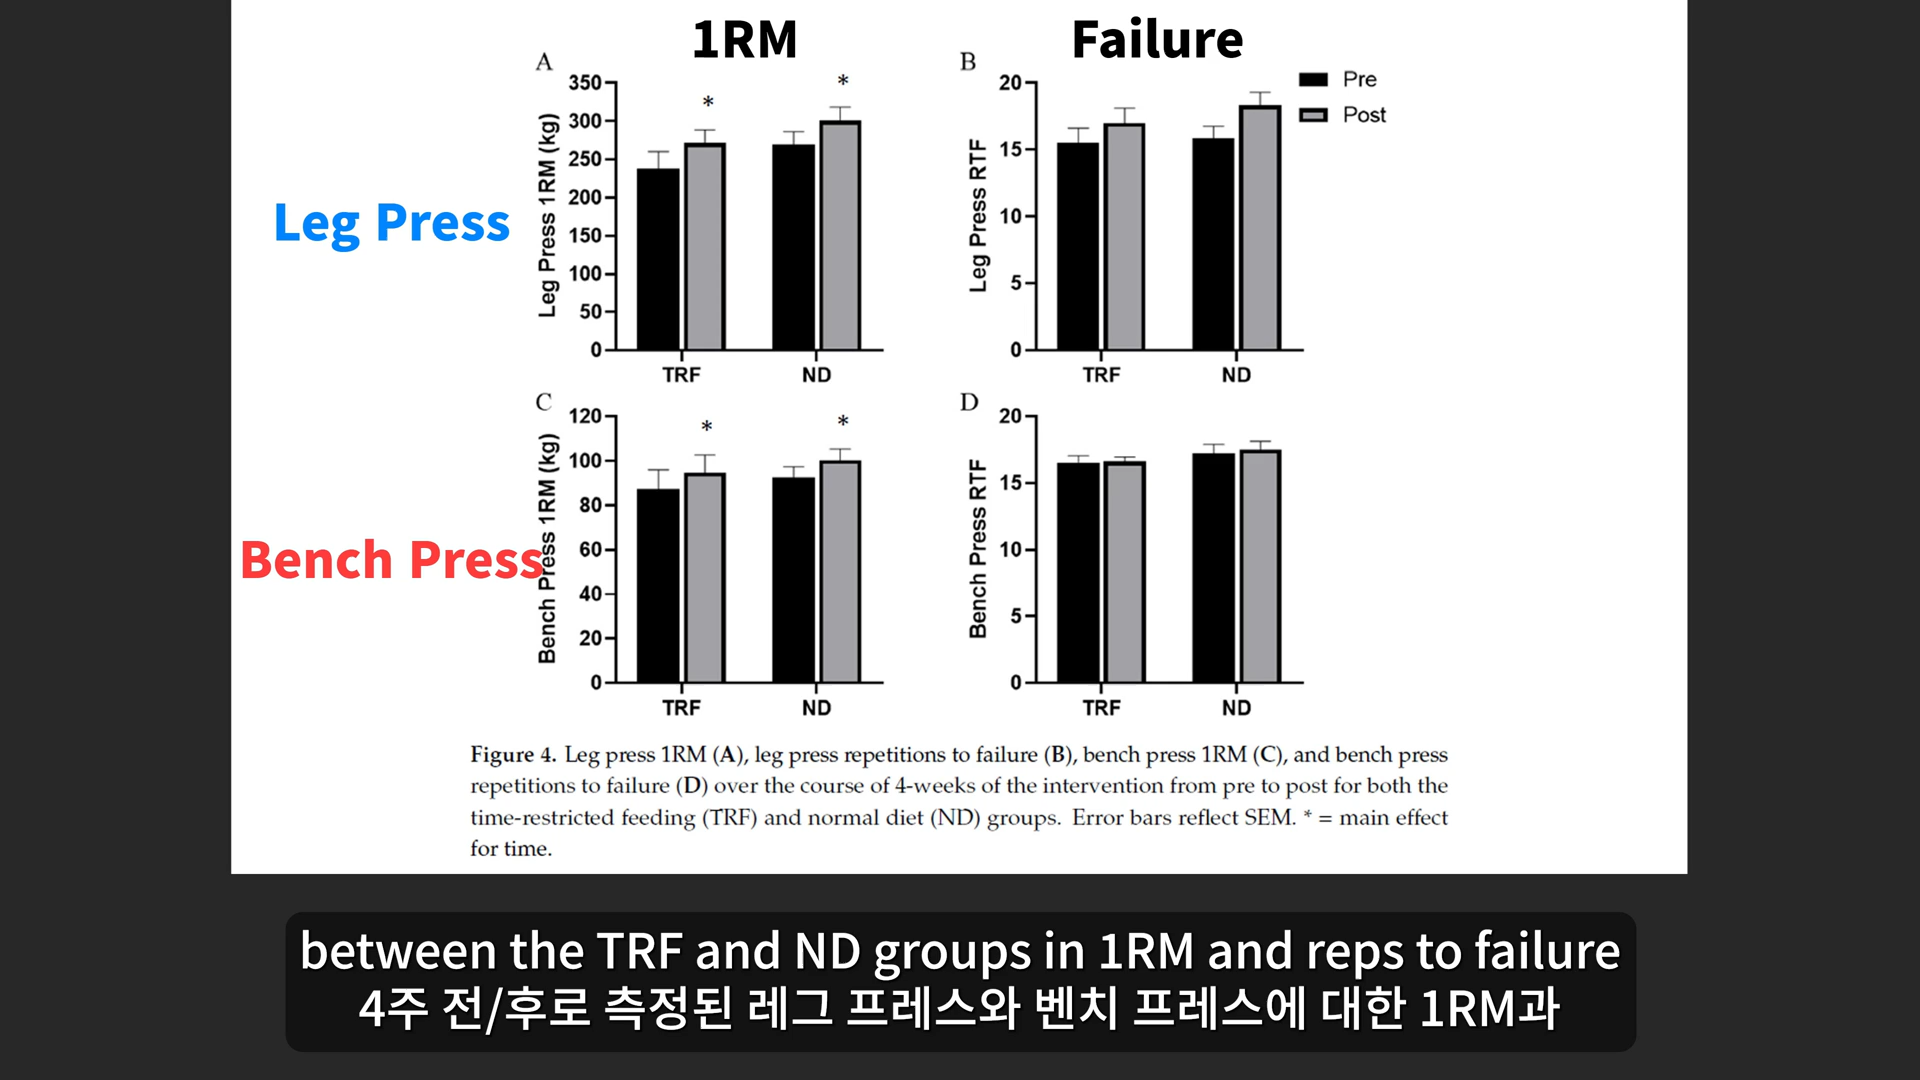 1RM
Failure
A
350
300
250
200
150
100
50
0
Leg Press 1RM (kg)
*
*
TRF
ND
B
20
15
10
5
0
Leg Press RTF
TRF
ND
Pre
Post
Leg Press
C
120
100
80
60
40
20
0
Bench Press 1RM (kg)
*
*
TRF
ND
D
20
15
10
5
0
Bench Press RTF
TRF
ND
Bench Press
Figure 4. Leg press 1RM (A), leg press repetitions to failure (B), bench press 1RM (C), and bench press
repetitions to failure (D) over the course of 4-weeks of the intervention from pre to post for both the
time-restricted feeding (TRF) and normal diet (ND) groups. Error bars reflect SEM. * = main effect
for time.
between the TRF and ND groups in 1RM and reps to failure
4주 전/후로 측정된 레그 프레스와 벤치 프레스에 대한 1RM과